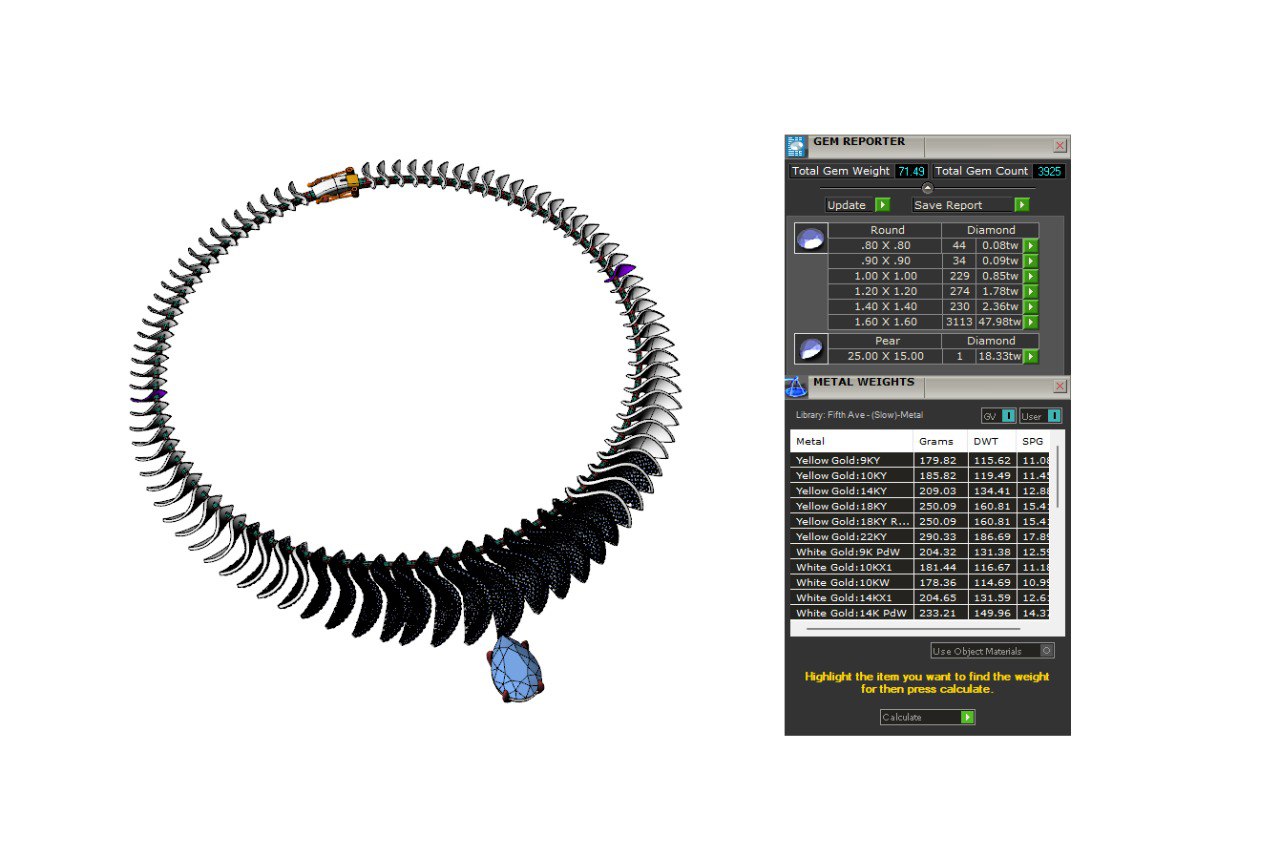 GEM REPORTER
Total Gem Weight 71.49 Total Gem Count 3925
Update Save Report
Round Diamond
.80 X .80 44 0.08tw
.90 X .90 34 0.09tw
1.00 X 1.00 229 0.85tw
1.20 X 1.20 274 1.78tw
1.40 X 1.40 230 2.36tw
1.60 X 1.60 3113 47.98tw
Pear Diamond
25.00 X 15.00 1 18.33tw
METAL WEIGHTS
Library: Fifth Ave - (Slow)-Metal GV User
Metal Grams DWT SPG
Yellow Gold:9KY 179.82 115.62
Yellow Gold:10KY 185.82 119.49
Yellow Gold:14KY 209.03 134.41
Yellow Gold:18KY 250.09 160.81
Yellow Gold:18KY R... 250.09 160.81
Yellow Gold:22KY 290.33 186.69
White Gold:9K PdW 204.32 131.38
White Gold:10KX1 181.44 116.67
White Gold:10KW 178.36 114.69
White Gold:14KX1 204.65 131.59
White Gold:14K PdW 233.21 149.96
Use Object Materials
Highlight the item you want to find the weight
for then press calculate.
Calculate